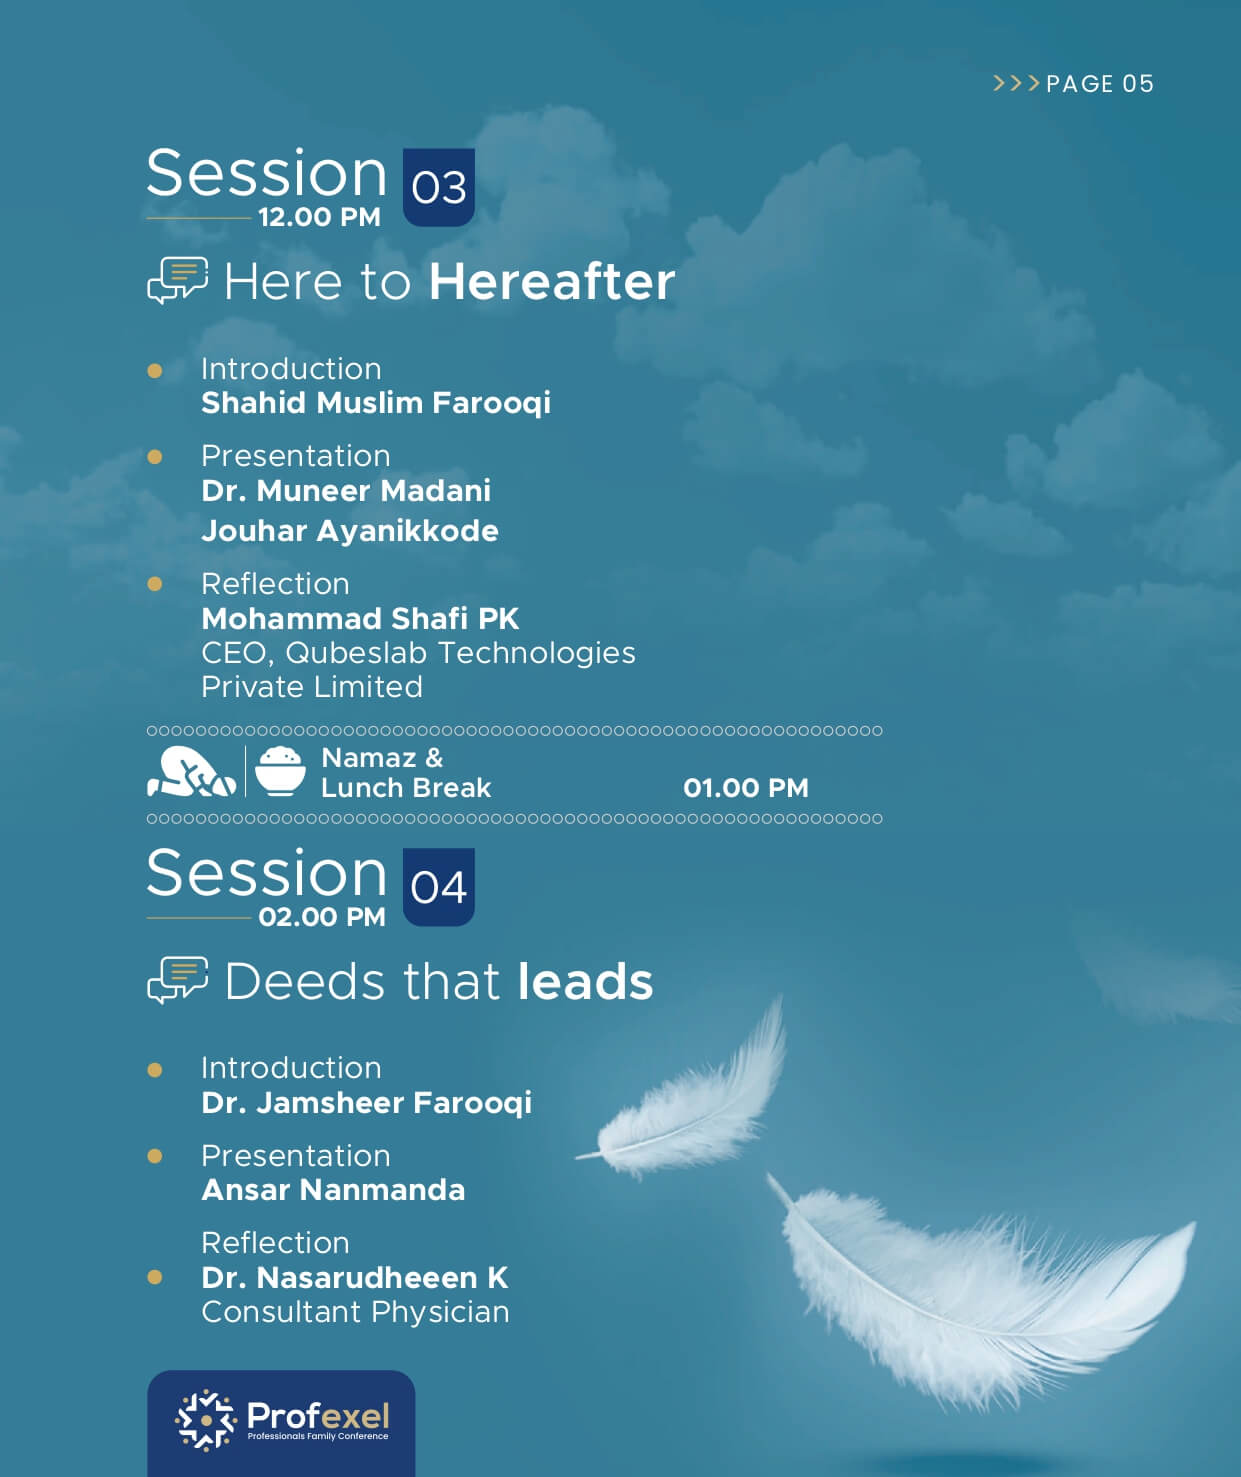 >>> PAGE 05
Session 03
12.00 PM
Here to Hereafter
Introduction
Shahid Muslim Farooqi
Presentation
Dr. Muneer Madani
Jouhar Ayanikkode
Reflection
Mohammad Shafi PK
CEO, Qubeslab Technologies
Private Limited
Namaz &
Lunch Break 01.00 PM
Session 04
02.00 PM
Deeds that leads
Introduction
Dr. Jamsheer Farooqi
Presentation
Ansar Nanmanda
Reflection
Dr. Nasarudheeen K
Consultant Physician
Profexel
Professionals Family Conference